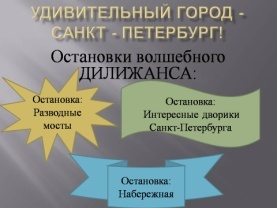 УДИВИТЕЛЬНЫЙ ГОРОД -
САНКТ - ПЕТЕРБУРГ!
Остановки волшебного
ДИЛИЖАНСА:
Остановка:
Разводные
мосты
Остановка:
Интересные дворики
Санкт-Петербурга
Остановка:
Набережная